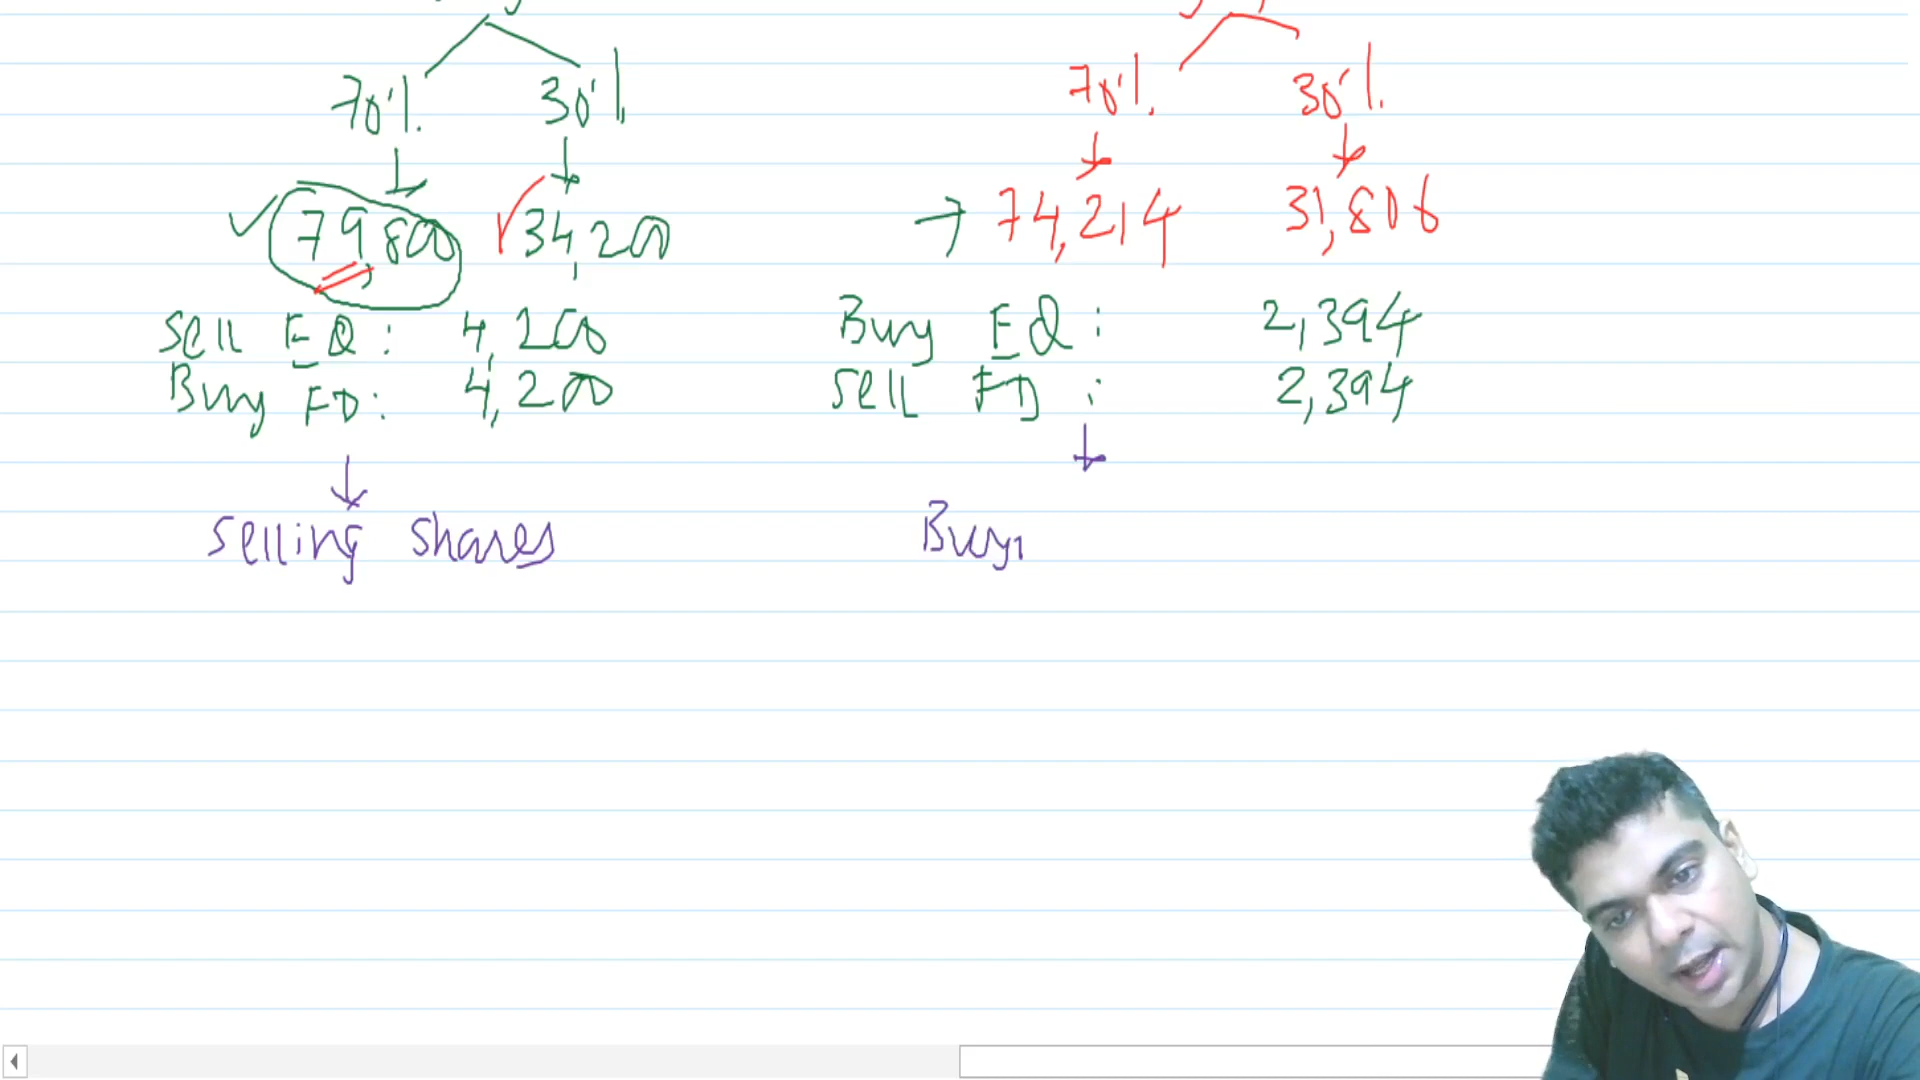 70% 30% 70% 30%
79,800 34,200 → 74,214 31,806
Sell EQ: 4,200 Buy EQ: 2,394
Buy FD: 4,200 Sell FD: 2,394
Selling Shares